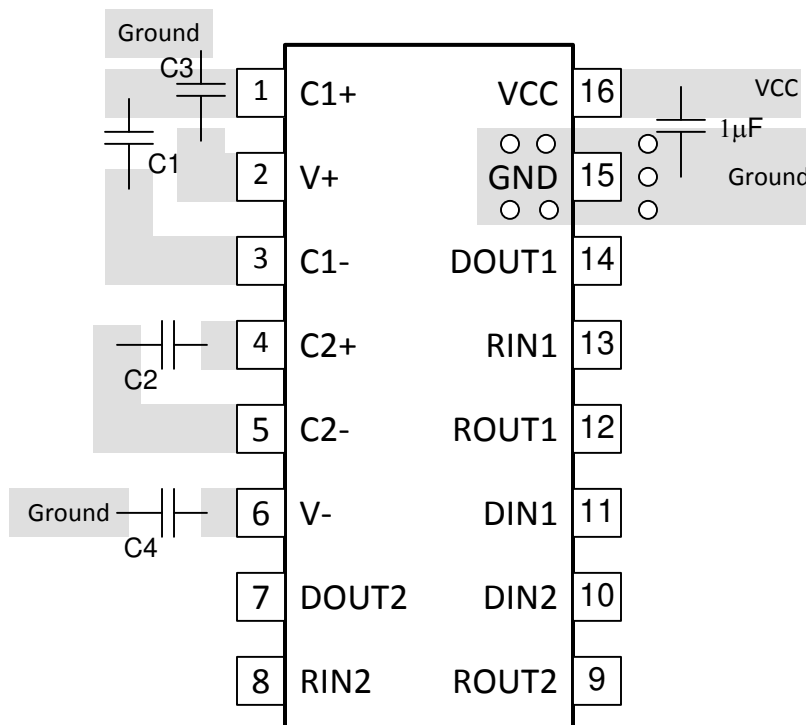 Ground
C3
1 C1+ VCC 16 VCC
C1
1µF
2 V+ GND 15 Ground
3 C1- DOUT1 14
4 C2+ RIN1 13
C2
5 C2- ROUT1 12
Ground 6 V- DIN1 11
C4
7 DOUT2 DIN2 10
8 RIN2 ROUT2 9